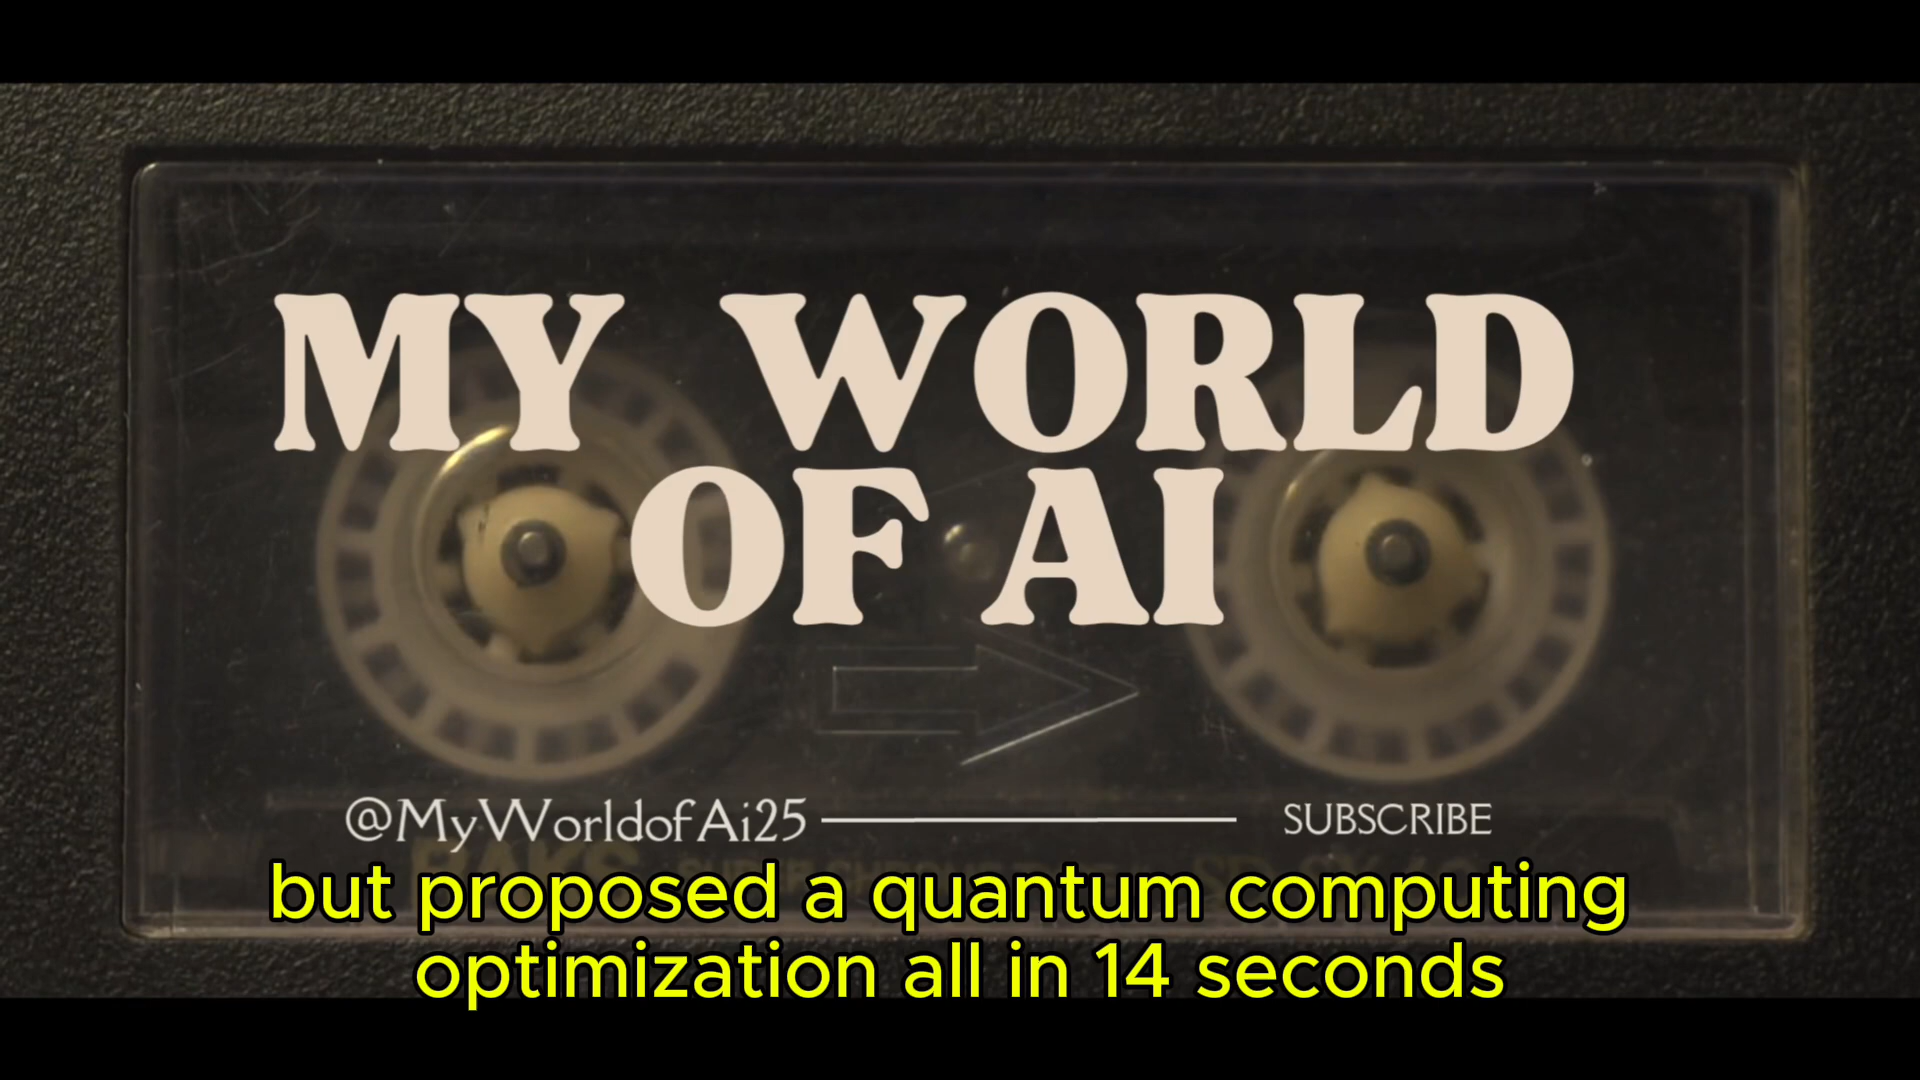 MY WORLD
OF AI
@MyWorldofAi25
SUBSCRIBE
but proposed a quantum computing
optimization all in 14 seconds